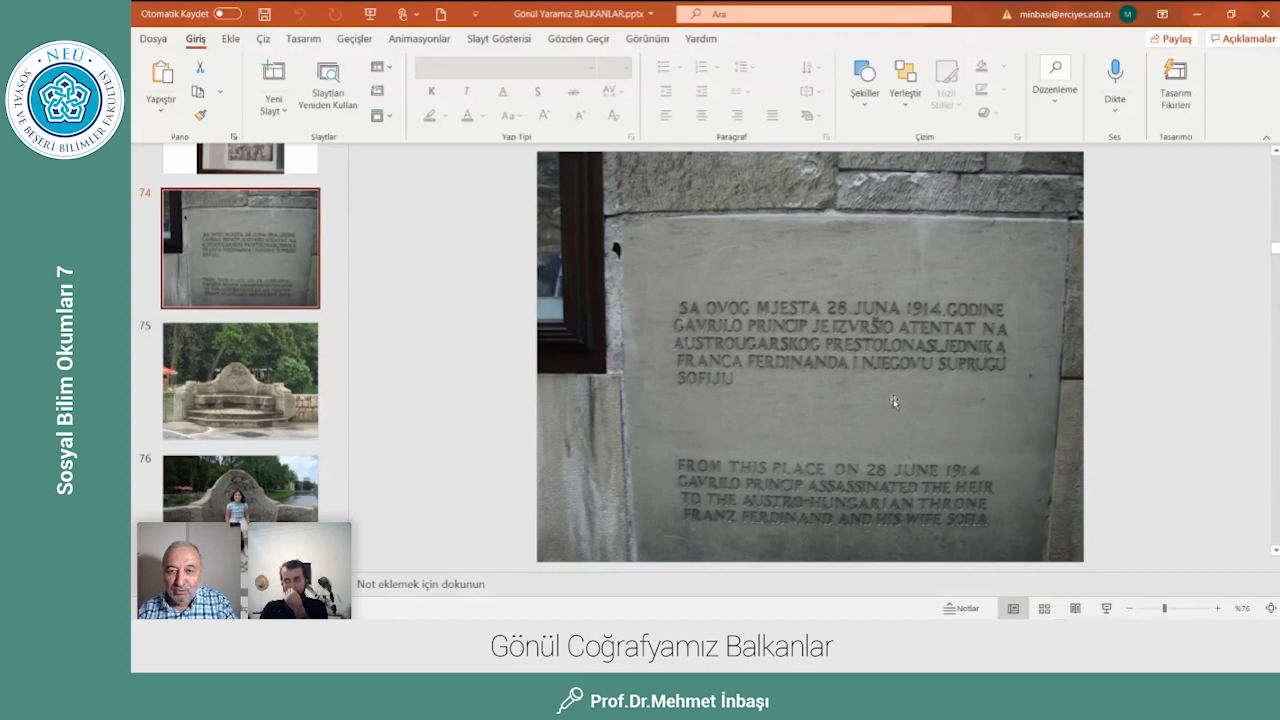 Otomatik Kaydet
Gönül Yaramız BALKANLAR.pptx
Ara
minbasi@erciyes.edu.tr
M
Dosya Giriş Ekle Çiz Tasarım Geçişler Animasyonlar Slayt Gösterisi Gözden Geçir Görünüm Yardım
Paylaş
Açıklamalar
Yapıştır
Yeni
Slayt
Slaytları
Yeniden Kullan
K T A S ab AV
Aa A A
Şekiller
Yerleştir
Hızlı
Stiller
Düzenleme
Dikte
Tasarım
Fikirleri
Pano Slaytlar Yazı Tipi Paragraf Çizim Ses Tasarımcı
NEÜ
SOSYAL VE BEŞERİ BİLİMLER FAKÜLTESİ
Sosyal Bilim Okumları 7
74
75
76
SA OVOG MJESTA 28.JUNA 1914.GODINE
GAVRILO PRINCIP JE IZVRŠIO ATENTAT NA
AUSTROUGARSKOG PRESTOLONASLJEDNIKA
FRANCA FERDINANDA I NJEGOVU SUPRUGU
SOFIJU
FROM THIS PLACE ON 28 JUNE 1914
GAVRILO PRINCIP ASSASSINATED THE HEIR
TO THE AUSTRO-HUNGARIAN THRONE
FRANZ FERDINAND AND HIS WIFE SOFIA
Not eklemek için dokunun
Notlar
%76
Gönül Coğrafyamız Balkanlar
Prof.Dr.Mehmet İnbaşı